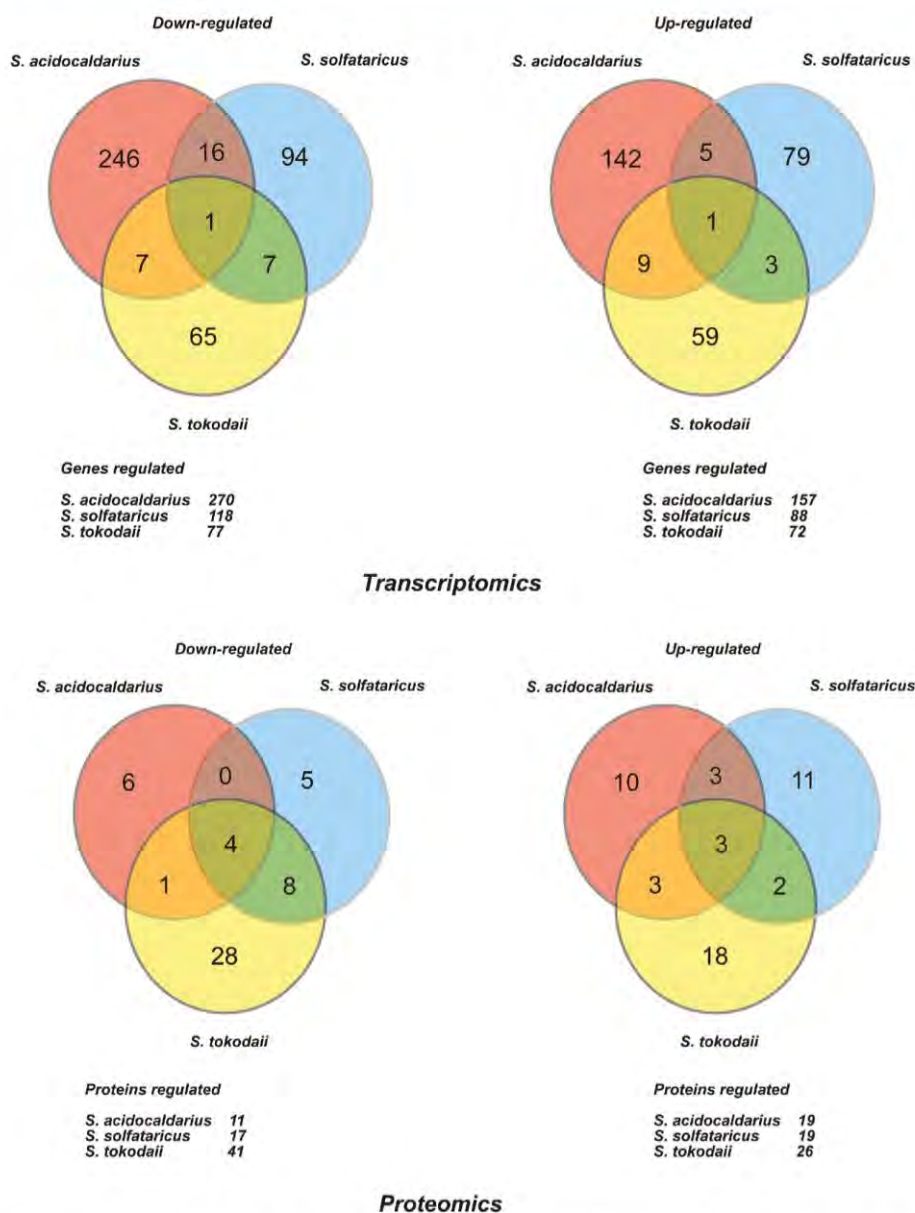 Down-regulated
Up-regulated
S. acidocaldarius
S. solfataricus
S. acidocaldarius
S. solfataricus
246
16
94
1
7
7
65
142
5
79
1
9
3
59
S. tokodaii
S. tokodaii
Genes regulated
S. acidocaldarius 270
S. solfataricus 118
S. tokodaii 77
Genes regulated
S. acidocaldarius 157
S. solfataricus 88
S. tokodaii 72
Transcriptomics
Down-regulated
Up-regulated
S. acidocaldarius
S. solfataricus
S. acidocaldarius
S. solfataricus
6
0
5
4
1
8
28
10
3
11
3
3
2
18
S. tokodaii
S. tokodaii
Proteins regulated
S. acidocaldarius 11
S. solfataricus 17
S. tokodaii 41
Proteins regulated
S. acidocaldarius 19
S. solfataricus 19
S. tokodaii 26
Proteomics